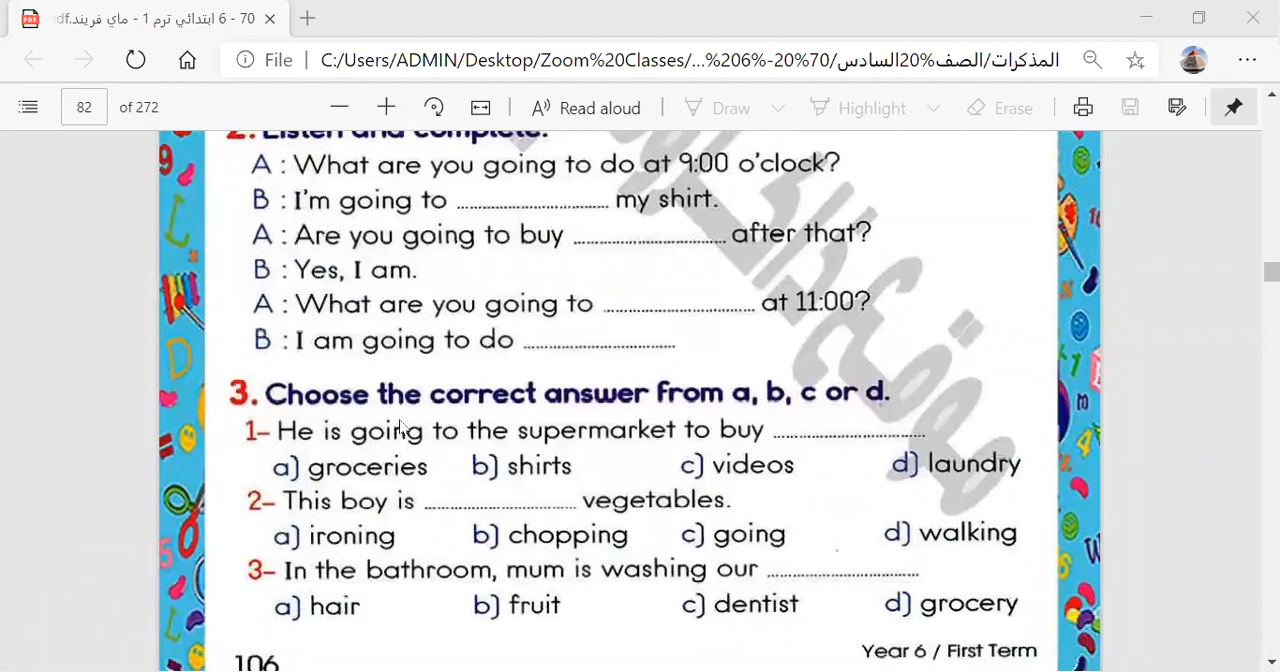 70 - 6 ابتدائي ترم 1 - ماي فريند.pdf
File C:/Users/ADMIN/Desktop/Zoom%20Classes/...المذكرات/الصف%20السادس/70%20-%206%
82 of 272 Read aloud Draw Highlight Erase
2. Listen and complete.
A : What are you going to do at 9:00 o'clock?
B : I'm going to .................... my shirt.
A : Are you going to buy .................... after that?
B : Yes, I am.
A : What are you going to .................... at 11:00?
B : I am going to do ....................
3. Choose the correct answer from a, b, c or d.
1– He is going to the supermarket to buy ....................
a) groceries b) shirts c) videos d) laundry
2– This boy is .................... vegetables.
a) ironing b) chopping c) going d) walking
3– In the bathroom, mum is washing our ....................
a) hair b) fruit c) dentist d) grocery
106 Year 6 / First Term